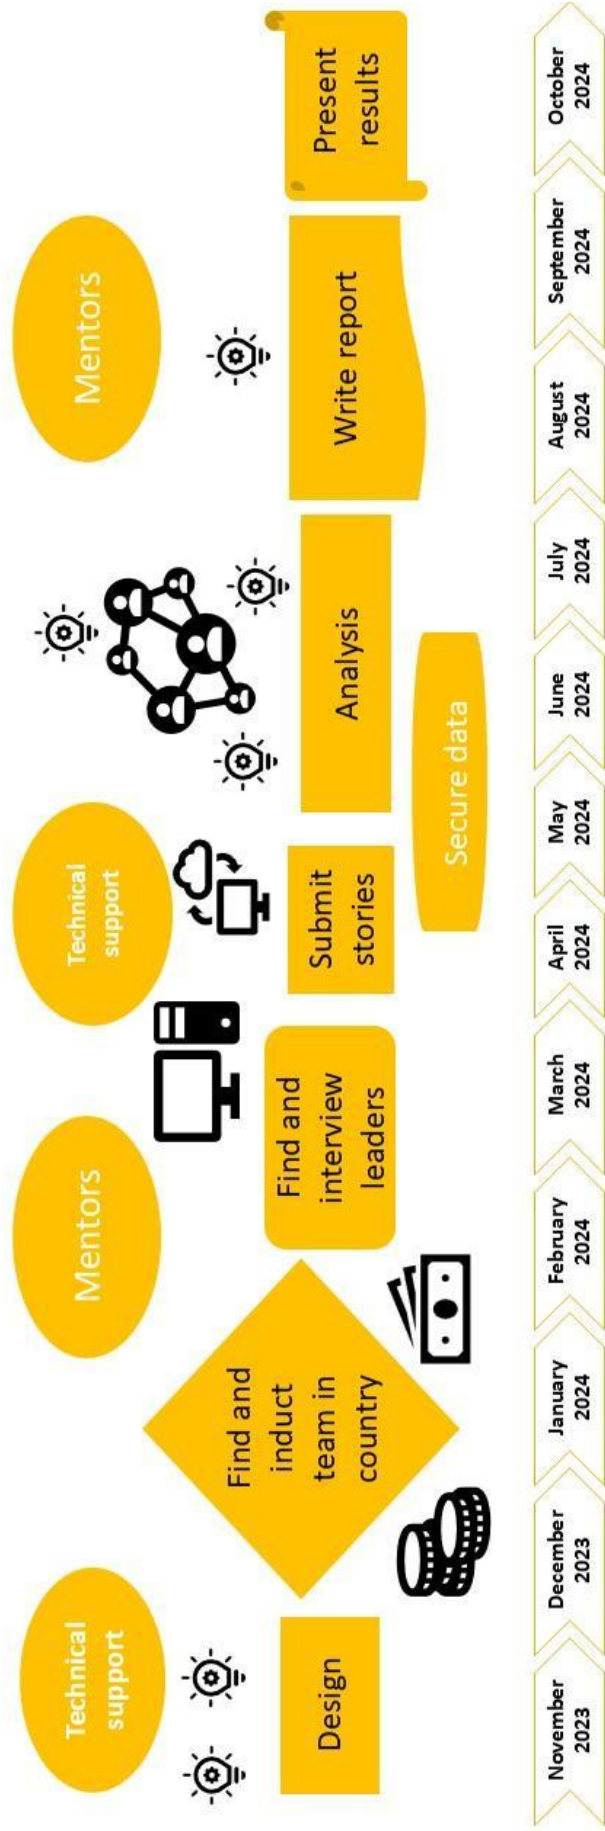 Technical
support
Mentors
Technical
support
Mentors
Design
Find and
induct
team in
country
Find and
interview
leaders
Submit
stories
Analysis
Write report
Present
results
Secure data
November
2023
December
2023
January
2024
February
2024
March
2024
April
2024
May
2024
June
2024
July
2024
August
2024
September
2024
October
2024